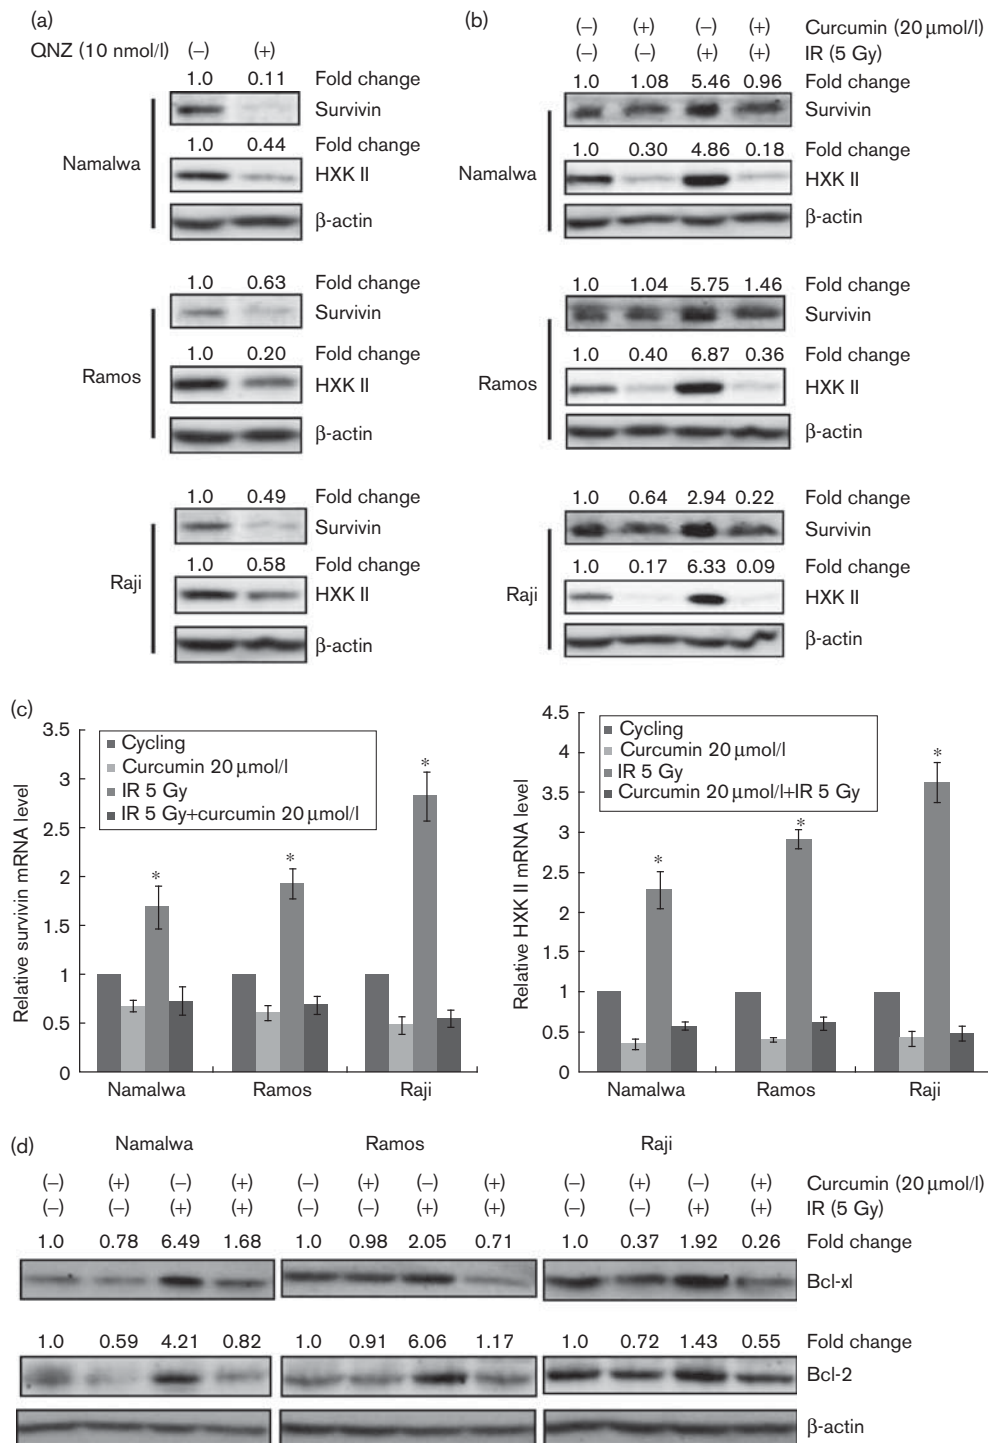 (a)
QNZ (10 nmol/l) (–) (+)
1.0 0.11 Fold change
Survivin
1.0 0.44 Fold change
Namalwa
HXK II
β-actin
1.0 0.63 Fold change
Survivin
1.0 0.20 Fold change
Ramos
HXK II
β-actin
1.0 0.49 Fold change
Survivin
1.0 0.58 Fold change
Raji
HXK II
β-actin
(b)
(–) (+) (–) (+) Curcumin (20 μmol/l)
(–) (–) (+) (+) IR (5 Gy)
1.0 1.08 5.46 0.96 Fold change
Survivin
1.0 0.30 4.86 0.18 Fold change
Namalwa
HXK II
β-actin
1.0 1.04 5.75 1.46 Fold change
Survivin
1.0 0.40 6.87 0.36 Fold change
Ramos
HXK II
β-actin
1.0 0.64 2.94 0.22 Fold change
Survivin
1.0 0.17 6.33 0.09 Fold change
Raji
HXK II
β-actin
(c)
Relative survivin mRNA level
3.5
3
2.5
2
1.5
1
0.5
0
Cycling
Curcumin 20 μmol/l
IR 5 Gy
IR 5 Gy+curcumin 20 μmol/l
* * *
Namalwa Ramos Raji
Relative HXK II mRNA level
4.5
4
3.5
3
2.5
2
1.5
1
0.5
0
Cycling
Curcumin 20 μmol/l
IR 5 Gy
Curcumin 20 μmol/l+IR 5 Gy
* * *
Namalwa Ramos Raji
(d)
Namalwa Ramos Raji
(–) (+) (–) (+) (–) (+) (–) (+) (–) (+) (–) (+) Curcumin (20 μmol/l)
(–) (–) (+) (+) (–) (–) (+) (+) (–) (–) (+) (+) IR (5 Gy)
1.0 0.78 6.49 1.68 1.0 0.98 2.05 0.71 1.0 0.37 1.92 0.26 Fold change
Bcl-xl
1.0 0.59 4.21 0.82 1.0 0.91 6.06 1.17 1.0 0.72 1.43 0.55 Fold change
Bcl-2
β-actin